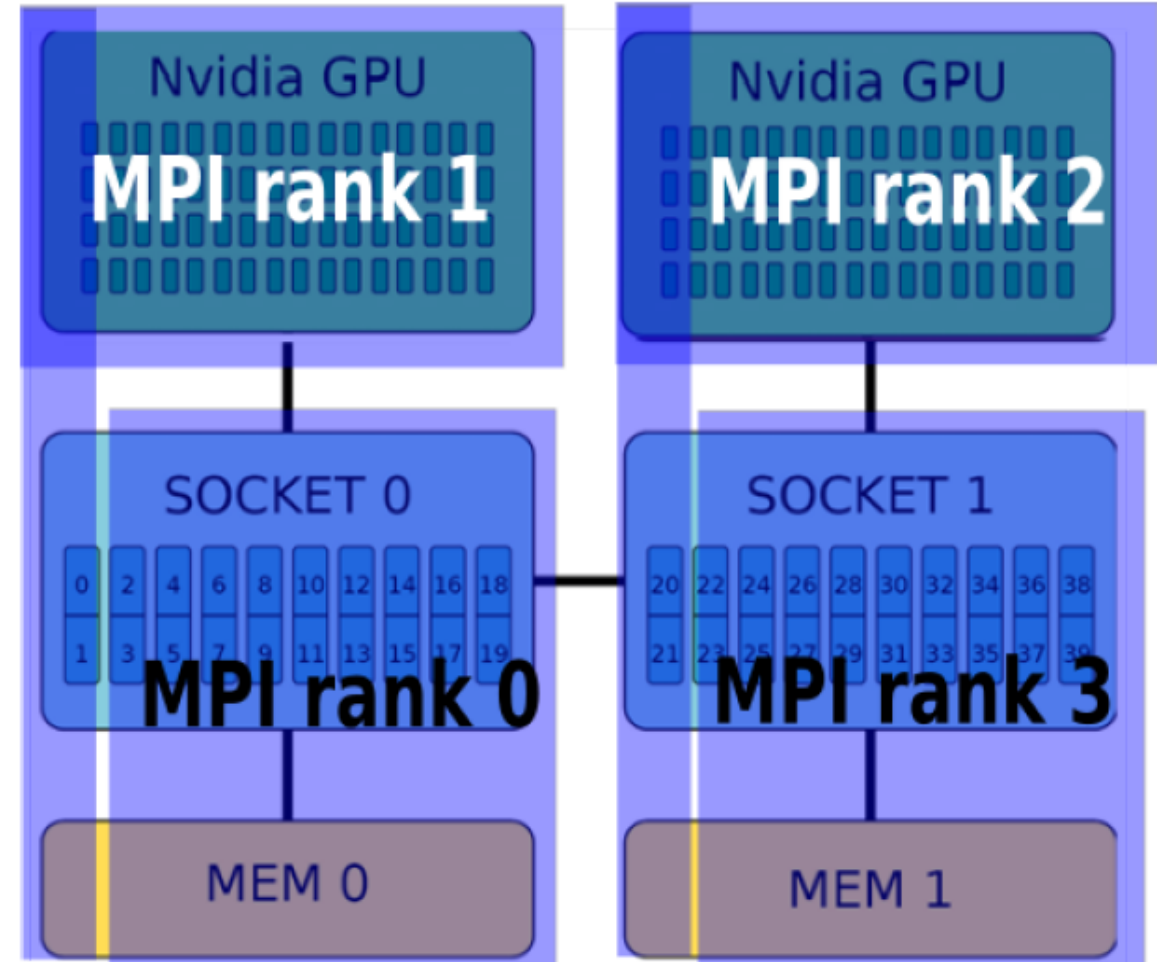 Nvidia GPU
MPI rank 1
Nvidia GPU
MPI rank 2
SOCKET 0
0 2 4 6 8 10 12 14 16 18
1 3 5 7 9 11 13 15 17 19
MPI rank 0
SOCKET 1
20 22 24 26 28 30 32 34 36 38
21 23 25 27 29 31 33 35 37 39
MPI rank 3
MEM 0
MEM 1